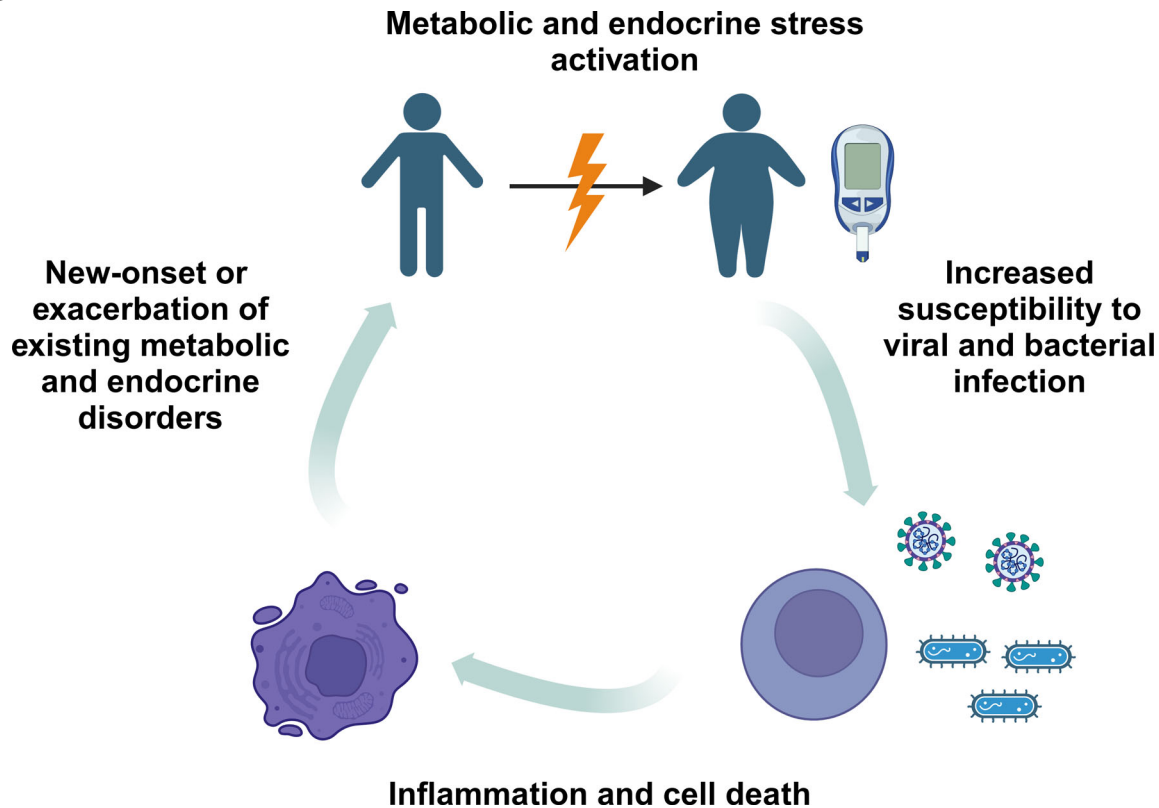 Metabolic and endocrine stress
activation
New-onset or
exacerbation of
existing metabolic
and endocrine
disorders
Increased
susceptibility to
viral and bacterial
infection
Inflammation and cell death